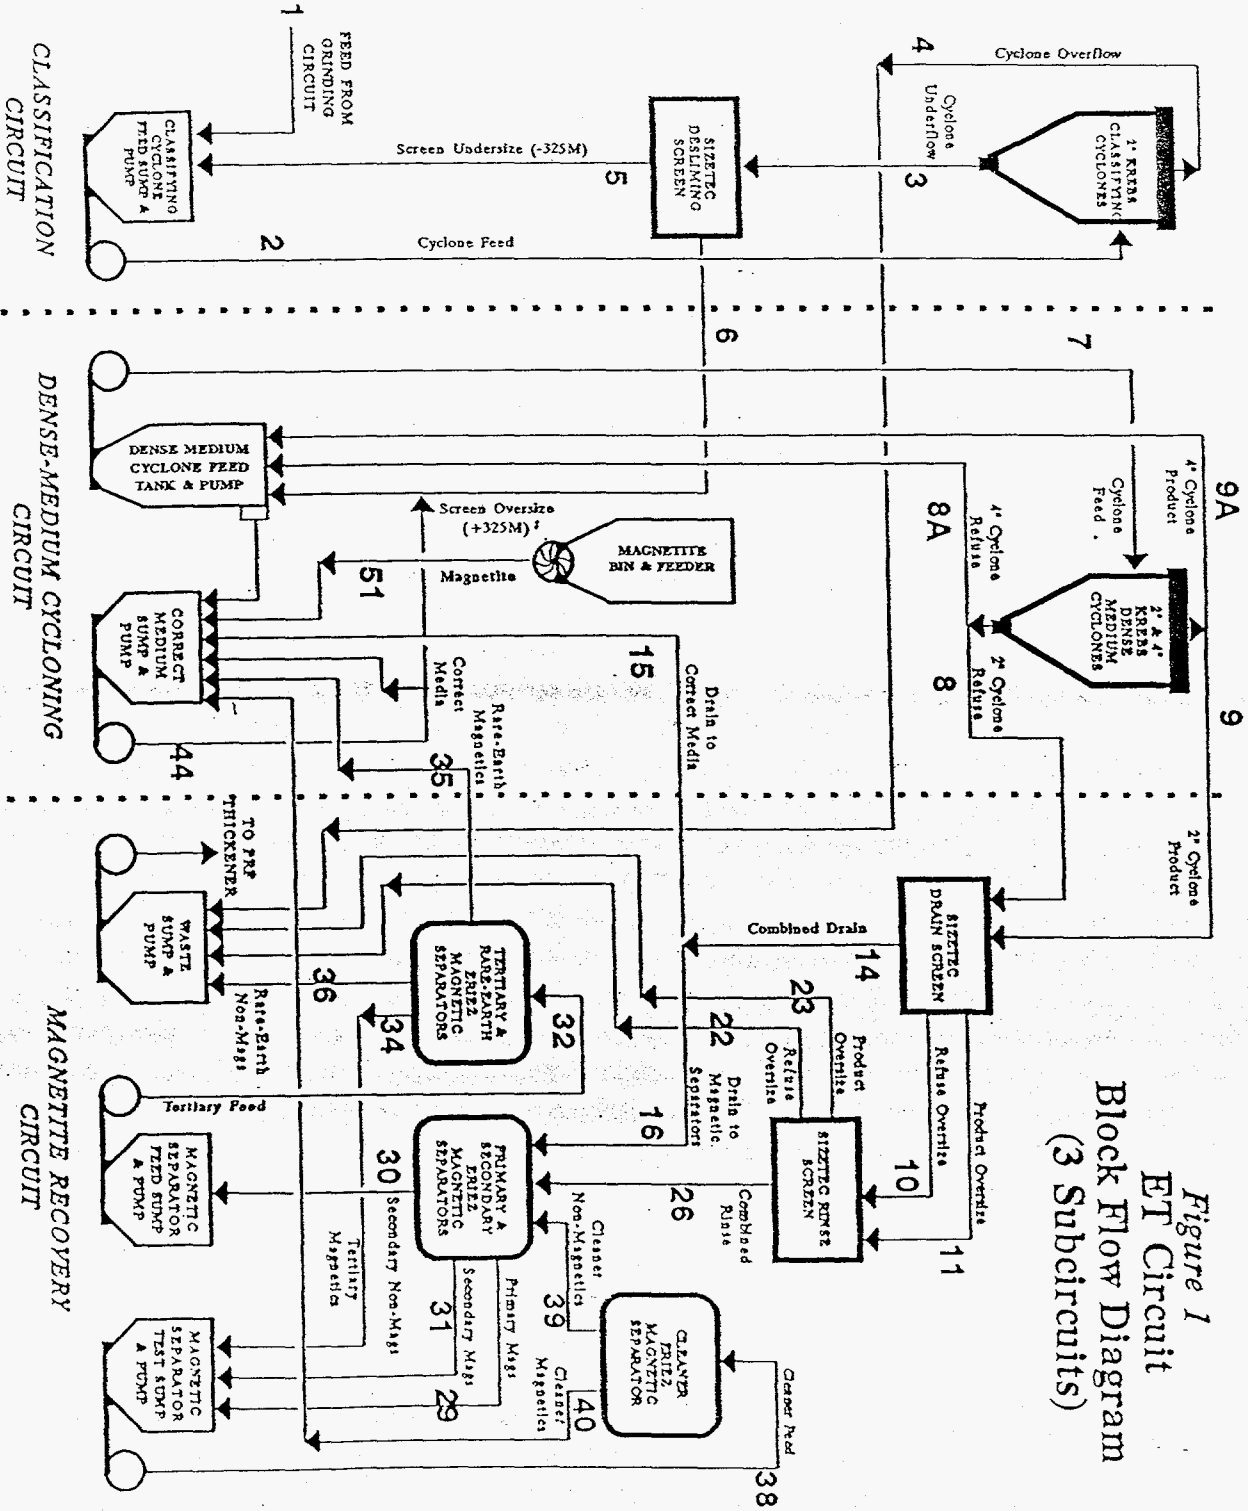 Figure 1
ET Circuit
Block Flow Diagram
(3 Subcircuits)
Cyclone Overflow
4
2" KREBS
CLASSIFYING
CYCLONES
Cyclone
Underflow
3
SIZETEC
DESLIMING
SCREEN
Screen Undersize (-325M)
5
FEED FROM
GRINDING
CIRCUIT
1
CLASSIFYING
CYCLONE
FEED SUMP &
PUMP
Cyclone Feed
2
CLASSIFICATION
CIRCUIT
6
7
9A
4" Cyclone
Product
Cyclone
Feed
2" & 4"
KREBS
DENSE
MEDIUM
CYCLONES
9
4" Cyclone
Refuse
8A
2" Cyclone
Refuse
8
DENSE MEDIUM
CYCLONE FEED
TANK & PUMP
Screen Oversize
(+325M)
MAGNETITE
BIN & FEEDER
Magnetite
51
CORRECT
MEDIUM
SUMP &
PUMP
15
Drain to
Correct Media
Correct
Media
Rare-Earth
Magnetics
35
44
DENSE-MEDIUM CYCLONING
CIRCUIT
2" Cyclone
Product
SIZETEC
DRAIN SCREEN
Combined Drain
14
TO PRF
THICKENER
WASTE
SUMP &
PUMP
TERTIARY &
RARE-EARTH
ERIEZ
MAGNETIC
SEPARATORS
36
Rare-Earth
Non-Mags
34
32
23
22
Product
Oversize
Refuse
Oversize
Refuse Oversize
Product Oversize
10
11
Drain to
Magnetic
Separators
16
SIZETEC RINSE
SCREEN
Combined
Rinse
26
Tertiary Feed
MAGNETIC
SEPARATOR
FEED SUMP
& PUMP
PRIMARY &
SECONDARY
ERIEZ
MAGNETIC
SEPARATORS
30
Secondary Non-Mags
Tertiary
Magnetics
Cleaner
Non-Magnetics
39
Primary Mags
Secondary Mags
31
29
CLEANER
ERIEZ
MAGNETIC
SEPARATOR
Cleaner
Magnetics
40
MAGNETIC
SEPARATOR
TEST SUMP
& PUMP
Cleaner Feed
38
MAGNETITE RECOVERY
CIRCUIT